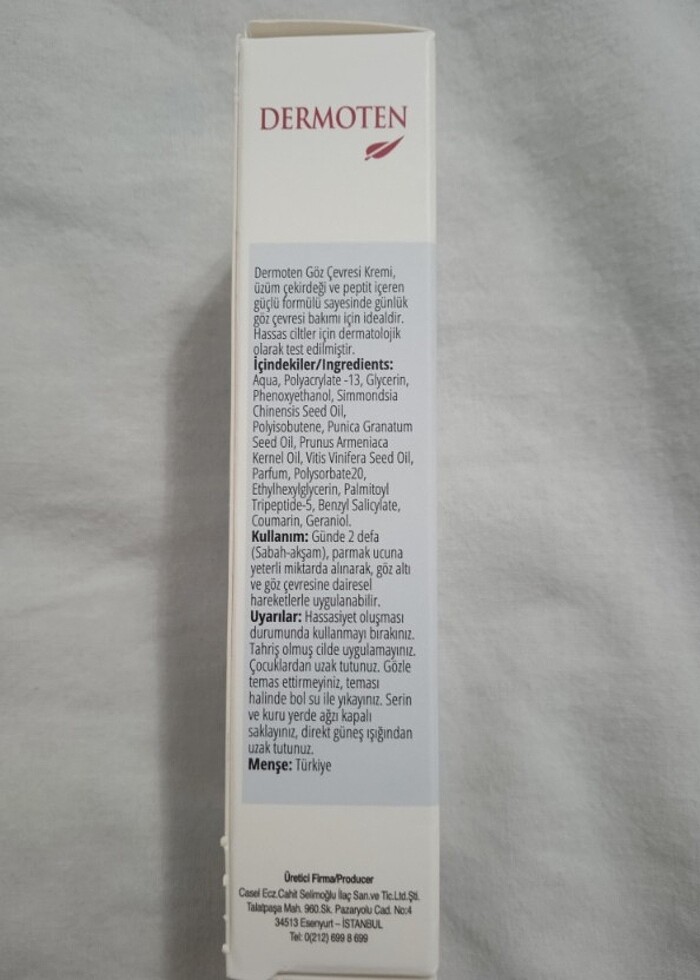 DERMOTEN
Dermoten Göz Çevresi Kremi,
üzüm çekirdeği ve peptit içeren
güçlü formülü sayesinde günlük
göz çevresi bakımı için idealdir.
Hassas ciltler için dermatolojik
olarak test edilmiştir.
İçindekiler/Ingredients:
Aqua, Polyacrylate -13, Glycerin,
Phenoxyethanol, Simmondsia
Chinensis Seed Oil,
Polyisobutene, Punica Granatum
Seed Oil, Prunus Armeniaca
Kernel Oil, Vitis Vinifera Seed Oil,
Parfum, Polysorbate20,
Ethylhexylglycerin, Palmitoyl
Tripeptide-5, Benzyl Salicylate,
Coumarin, Geraniol.
Kullanım: Günde 2 defa
(Sabah-akşam), parmak ucuna
yeterli miktarda alınarak, göz altı
ve göz çevresine dairesel
hareketlerle uygulanabilir.
Uyarılar: Hassasiyet oluşması
durumunda kullanmayı bırakınız.
Tahriş olmuş cilde uygulamayınız.
Çocuklardan uzak tutunuz. Gözle
temas ettirmeyiniz, teması
halinde bol su ile yıkayınız. Serin
ve kuru yerde ağzı kapalı
saklayınız, direkt güneş ışığından
uzak tutunuz.
Menşe: Türkiye
Üretici Firma/Producer
Casel Ecz.Cahit Selimoğlu İlaç San.ve Tic.Ltd.Şti.
Talatpaşa Mah. 960.Sk. Pazaryolu Cad. No:4
34513 Esenyurt – İSTANBUL
Tel: 0(212) 699 8 699